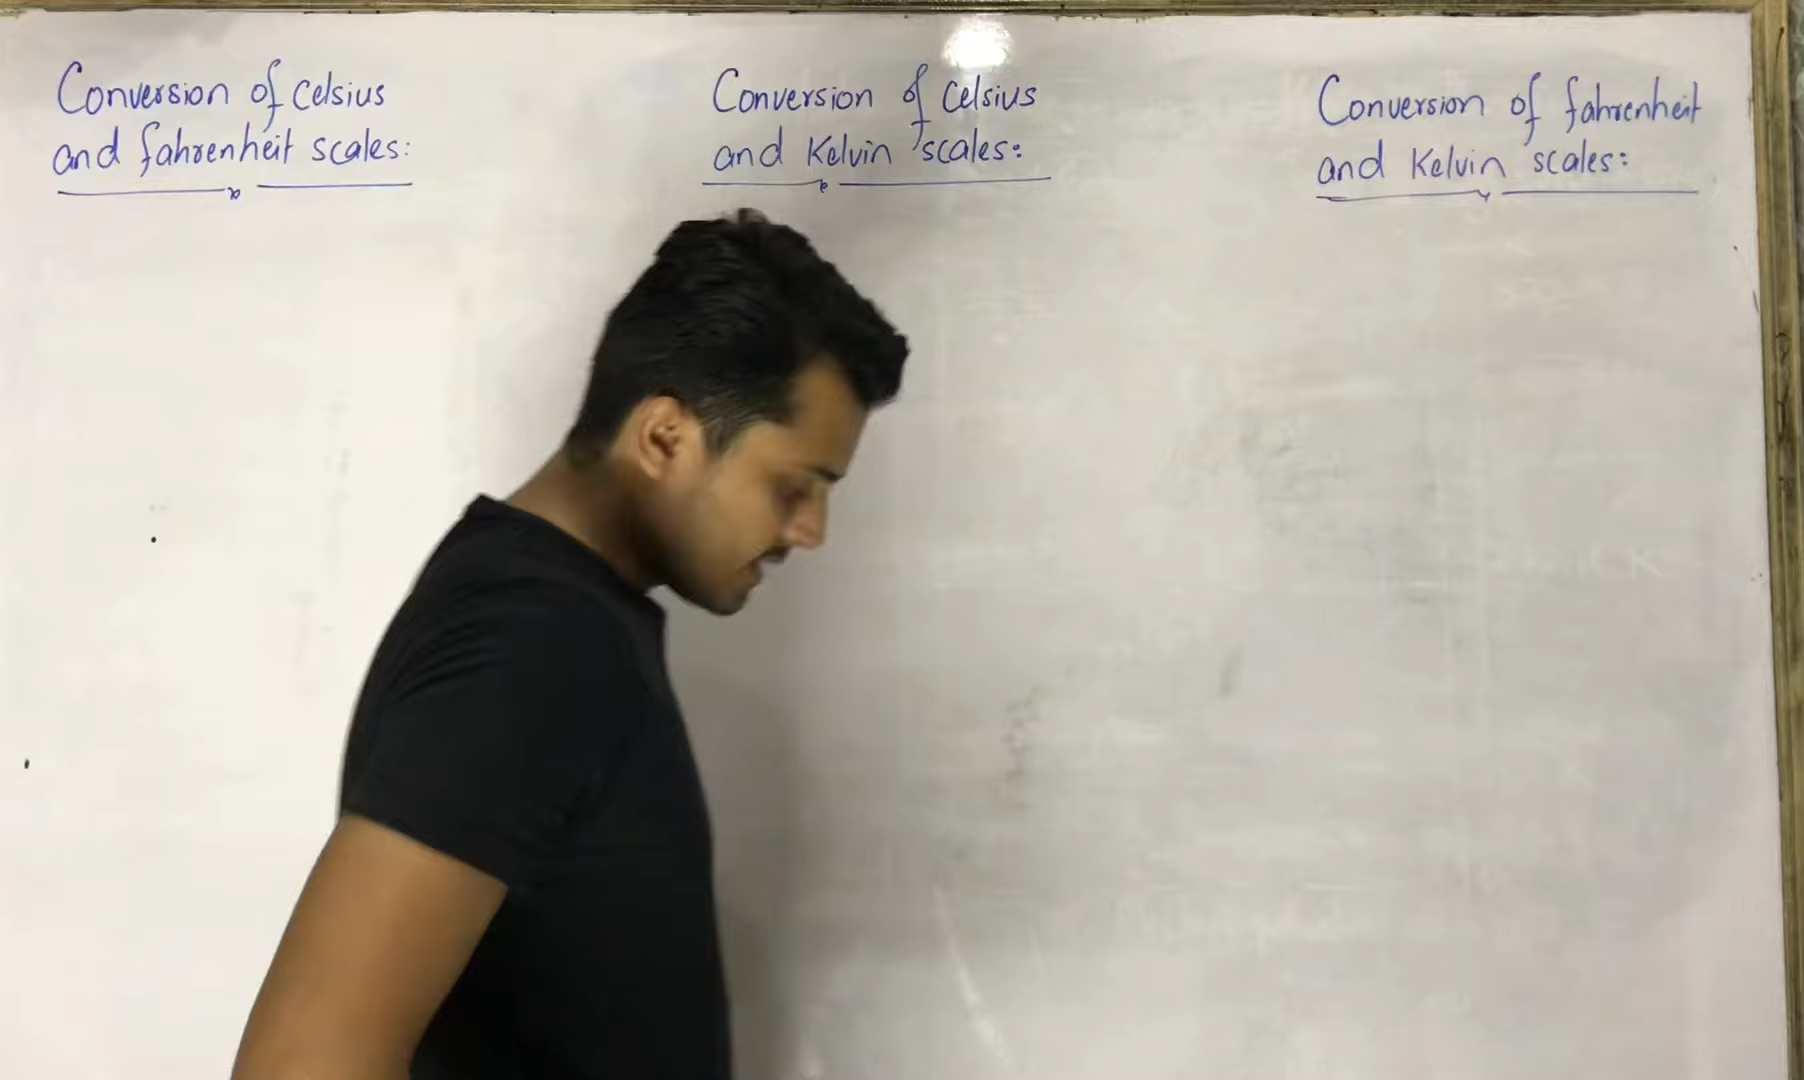 Conversion of Celsius
and fahrenheit scales:
Conversion of Celsius
and Kelvin scales:
Conversion of fahrenheit
and Kelvin scales: